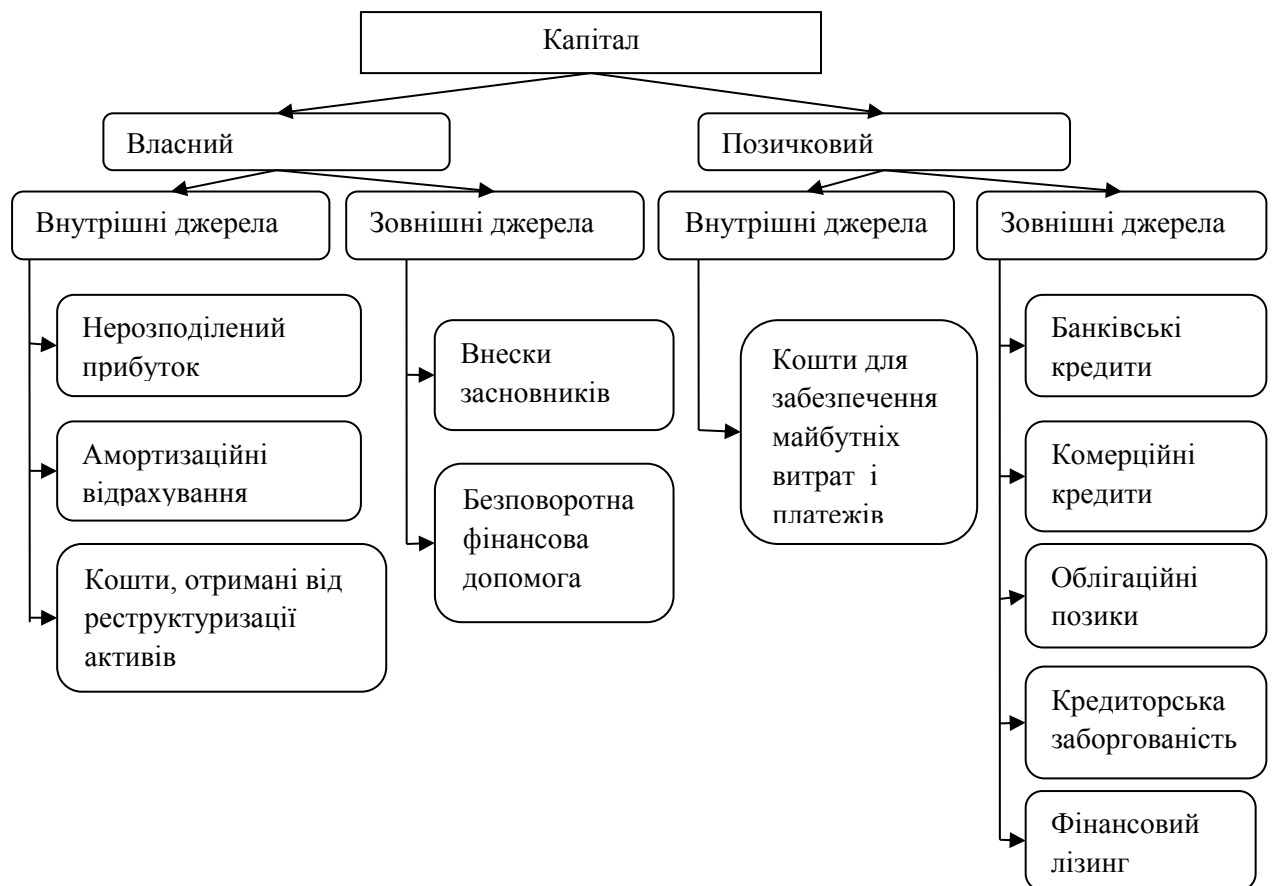 Капітал
Власний
Позичковий
Внутрішні джерела
Зовнішні джерела
Внутрішні джерела
Зовнішні джерела
Нерозподілений
прибуток
Амортизаційні
відрахування
Кошти, отримані від
реструктуризації
активів
Внески
засновників
Безповоротна
фінансова
допомога
Кошти для
забезпечення
майбутніх
витрат і
платежів
Банківські
кредити
Комерційні
кредити
Облігаційні
позики
Кредиторська
заборгованість
Фінансовий
лізинг